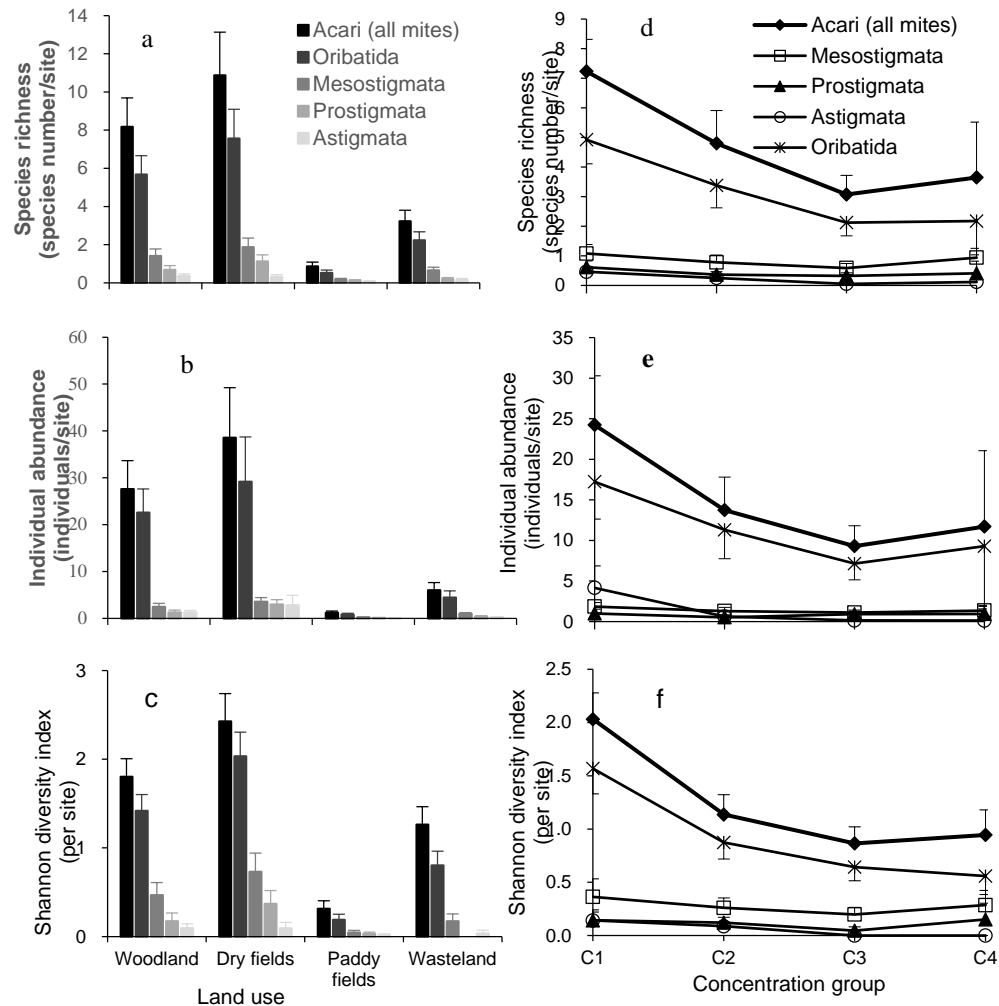 a
Species richness
(species number/site)
14
12
10
8
6
4
2
0
Acari (all mites)
Oribatida
Mesostigmata
Prostigmata
Astigmata
d
Species richness
(species number/site)
9
8
7
6
5
4
3
2
1
0
Acari (all mites)
Mesostigmata
Prostigmata
Astigmata
Oribatida
b
Individual abundance
(individuals/site)
60
50
40
30
20
10
0
e
Individual abundance
(individuals/site)
35
30
25
20
15
10
5
0
c
Shannon diversity index
(per site)
3
2
1
0
Woodland Dry fields Paddy fields Wasteland
Land use
f
Shannon diversity index
(per site)
2.5
2.0
1.5
1.0
0.5
0.0
C1 C2 C3 C4
Concentration group